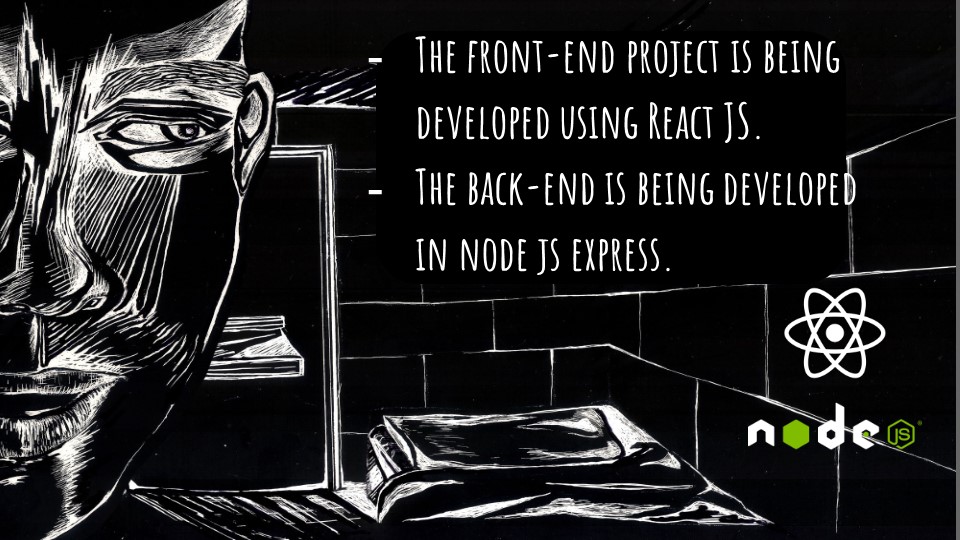 - The front-end project is being
developed using React JS.
- The back-end is being developed
in node js express.
node JS ®